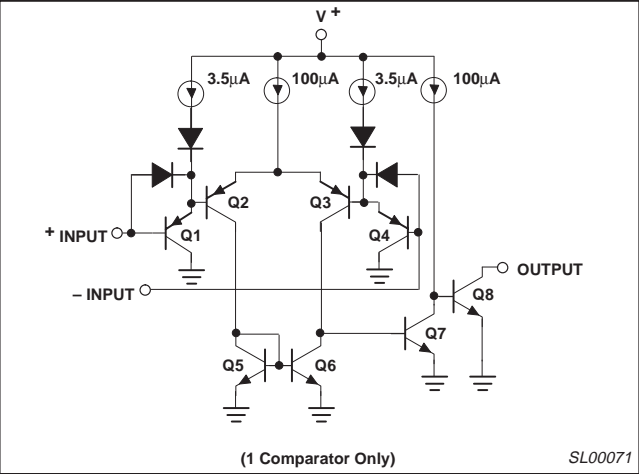 V +
3.5µA 100µA 3.5µA 100µA
Q2 Q3
+ INPUT Q1 Q4
OUTPUT
– INPUT Q8
Q7
Q5 Q6
(1 Comparator Only) SL00071